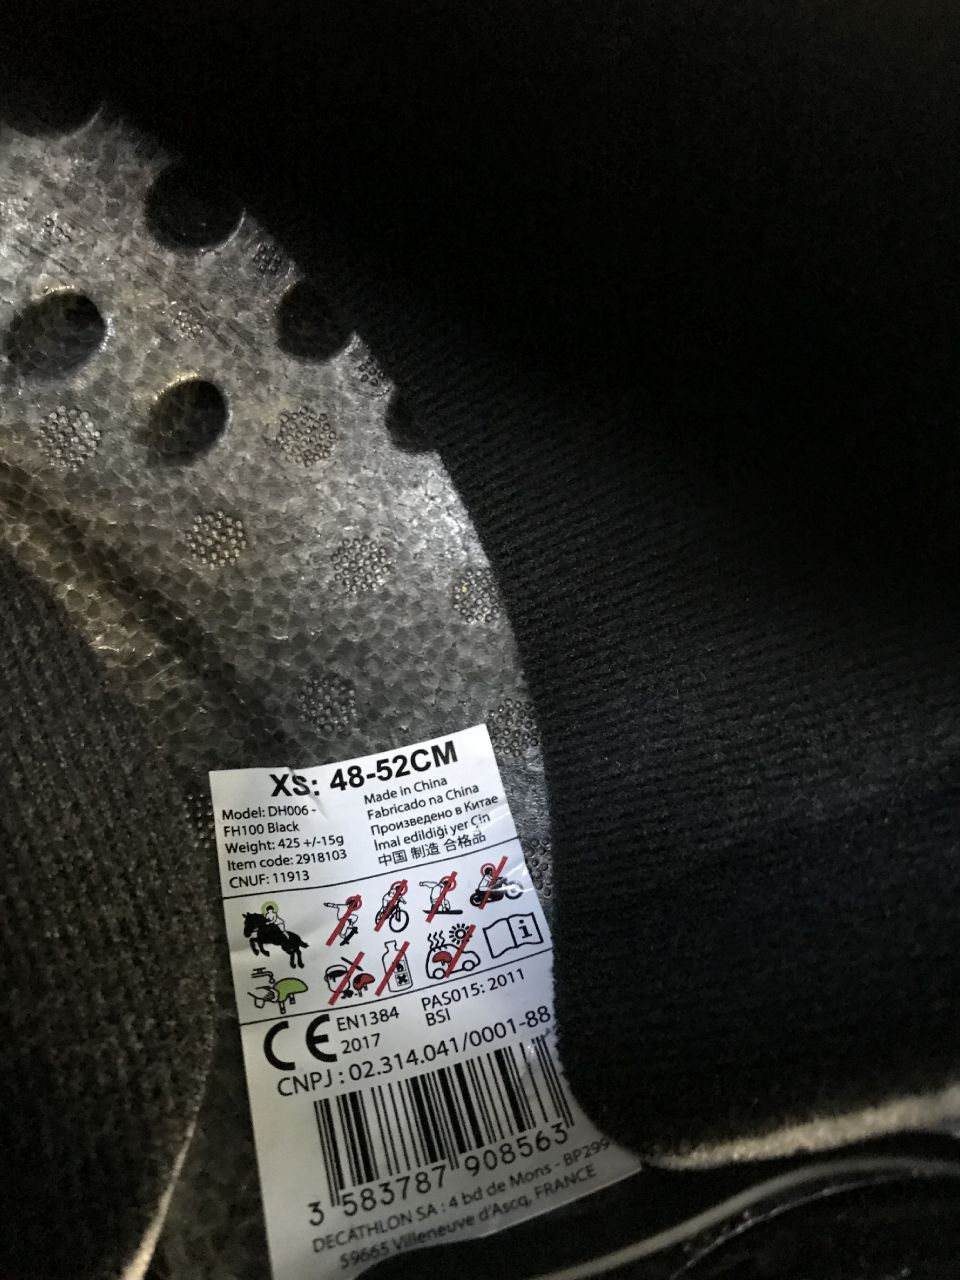 XS: 48-52CM
Model: DH006 -
FH100 Black
Weight: 425 +/-15g
Item code: 2918103
CNUF: 11913
Made in China
Fabricado na China
Произведено в Китае
Imal edildiği yer Çin
中国 制造 合格品
CE
EN1384
2017
PAS015: 2011
BSI
CNPJ : 02.314.041/0001-88
3 583787 908563
DECATHLON SA : 4 bd de Mons - BP299
59665 Villeneuve d'Ascq, FRANCE